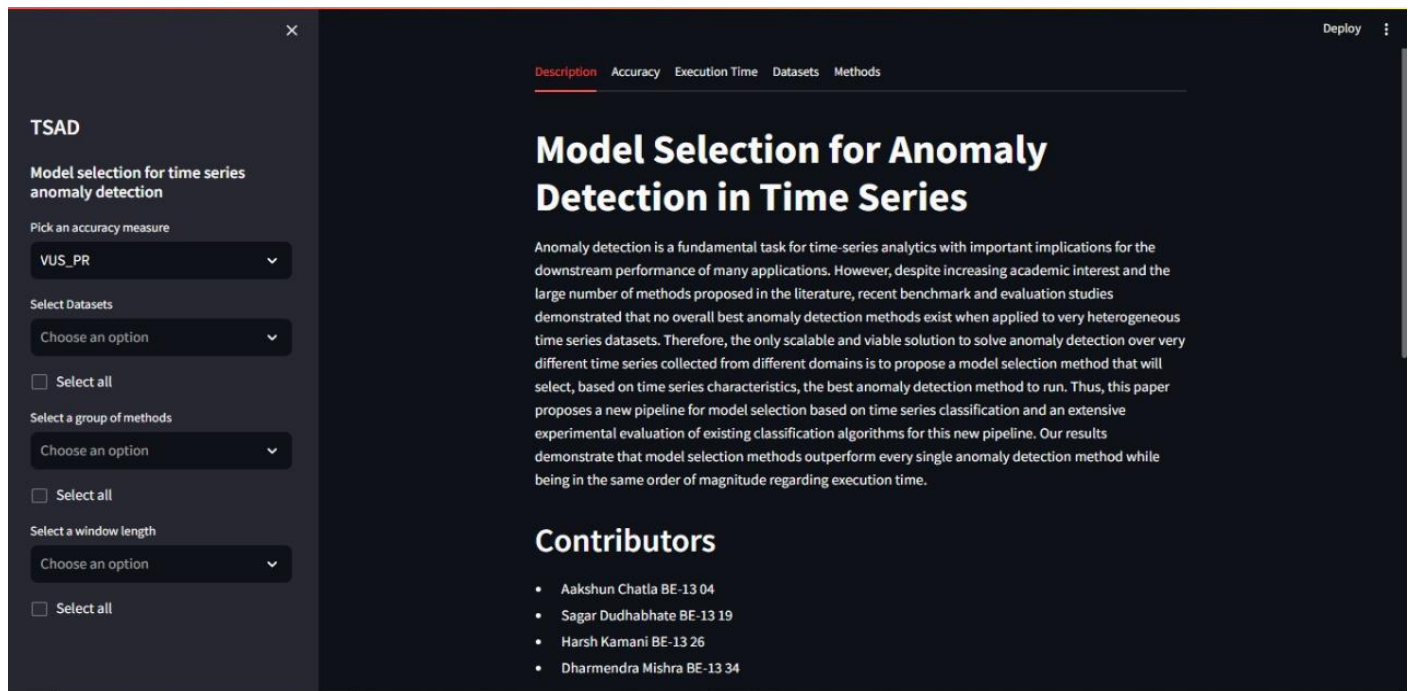 TSAD
Model selection for time series
anomaly detection
Pick an accuracy measure
VUS_PR
Select Datasets
Choose an option
Select all
Select a group of methods
Choose an option
Select all
Select a window length
Choose an option
Select all
Deploy
Description Accuracy Execution Time Datasets Methods
Model Selection for Anomaly
Detection in Time Series
Anomaly detection is a fundamental task for time-series analytics with important implications for the
downstream performance of many applications. However, despite increasing academic interest and the
large number of methods proposed in the literature, recent benchmark and evaluation studies
demonstrated that no overall best anomaly detection methods exist when applied to very heterogeneous
time series datasets. Therefore, the only scalable and viable solution to solve anomaly detection over very
different time series collected from different domains is to propose a model selection method that will
select, based on time series characteristics, the best anomaly detection method to run. Thus, this paper
proposes a new pipeline for model selection based on time series classification and an extensive
experimental evaluation of existing classification algorithms for this new pipeline. Our results
demonstrate that model selection methods outperform every single anomaly detection method while
being in the same order of magnitude regarding execution time.
Contributors
• Aakshun Chatla BE-13 04
• Sagar Dudhabhate BE-13 19
• Harsh Kamani BE-13 26
• Dharmendra Mishra BE-13 34